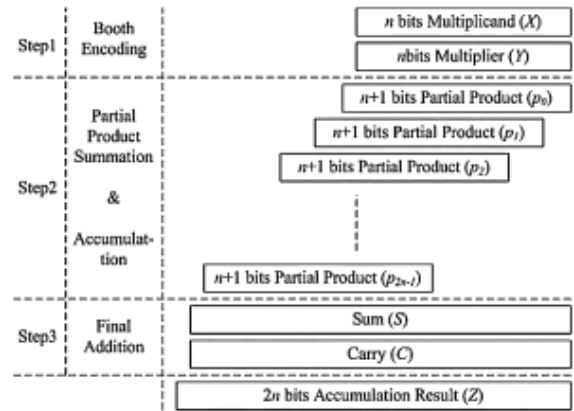 Step1
Booth
Encoding
n bits Multiplicand (X)
nbits Multiplier (Y)
Step2
Partial
Product
Summation
&
Accumulat-
tion
n+1 bits Partial Product (p0)
n+1 bits Partial Product (p1)
n+1 bits Partial Product (p2)
n+1 bits Partial Product (p2n-1)
Step3
Final
Addition
Sum (S)
Carry (C)
2n bits Accumulation Result (Z)